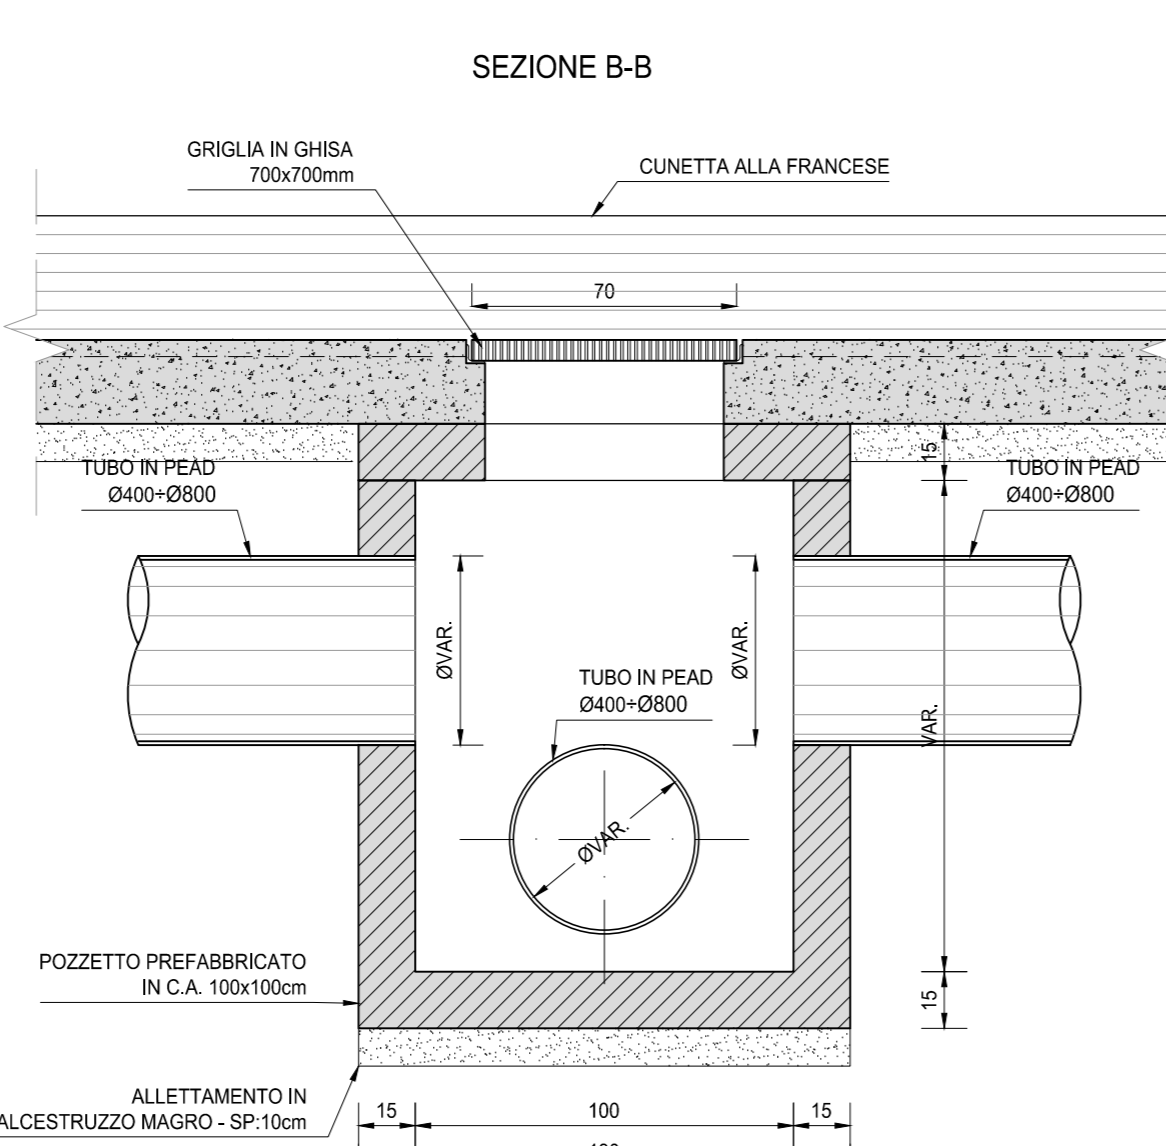 SEZIONE B-B
GRIGLIA IN GHISA
700x700mm
CUNETTA ALLA FRANCESE
70
15
TUBO IN PEAD
Ø400÷Ø800
TUBO IN PEAD
Ø400÷Ø800
ØVAR.
ØVAR.
TUBO IN PEAD
Ø400÷Ø800
VAR.
ØVAR.
POZZETTO PREFABBRICATO
IN C.A. 100x100cm
15
ALLETTAMENTO IN
ALCESTRUZZO MAGRO - SP:10cm
15
100
15